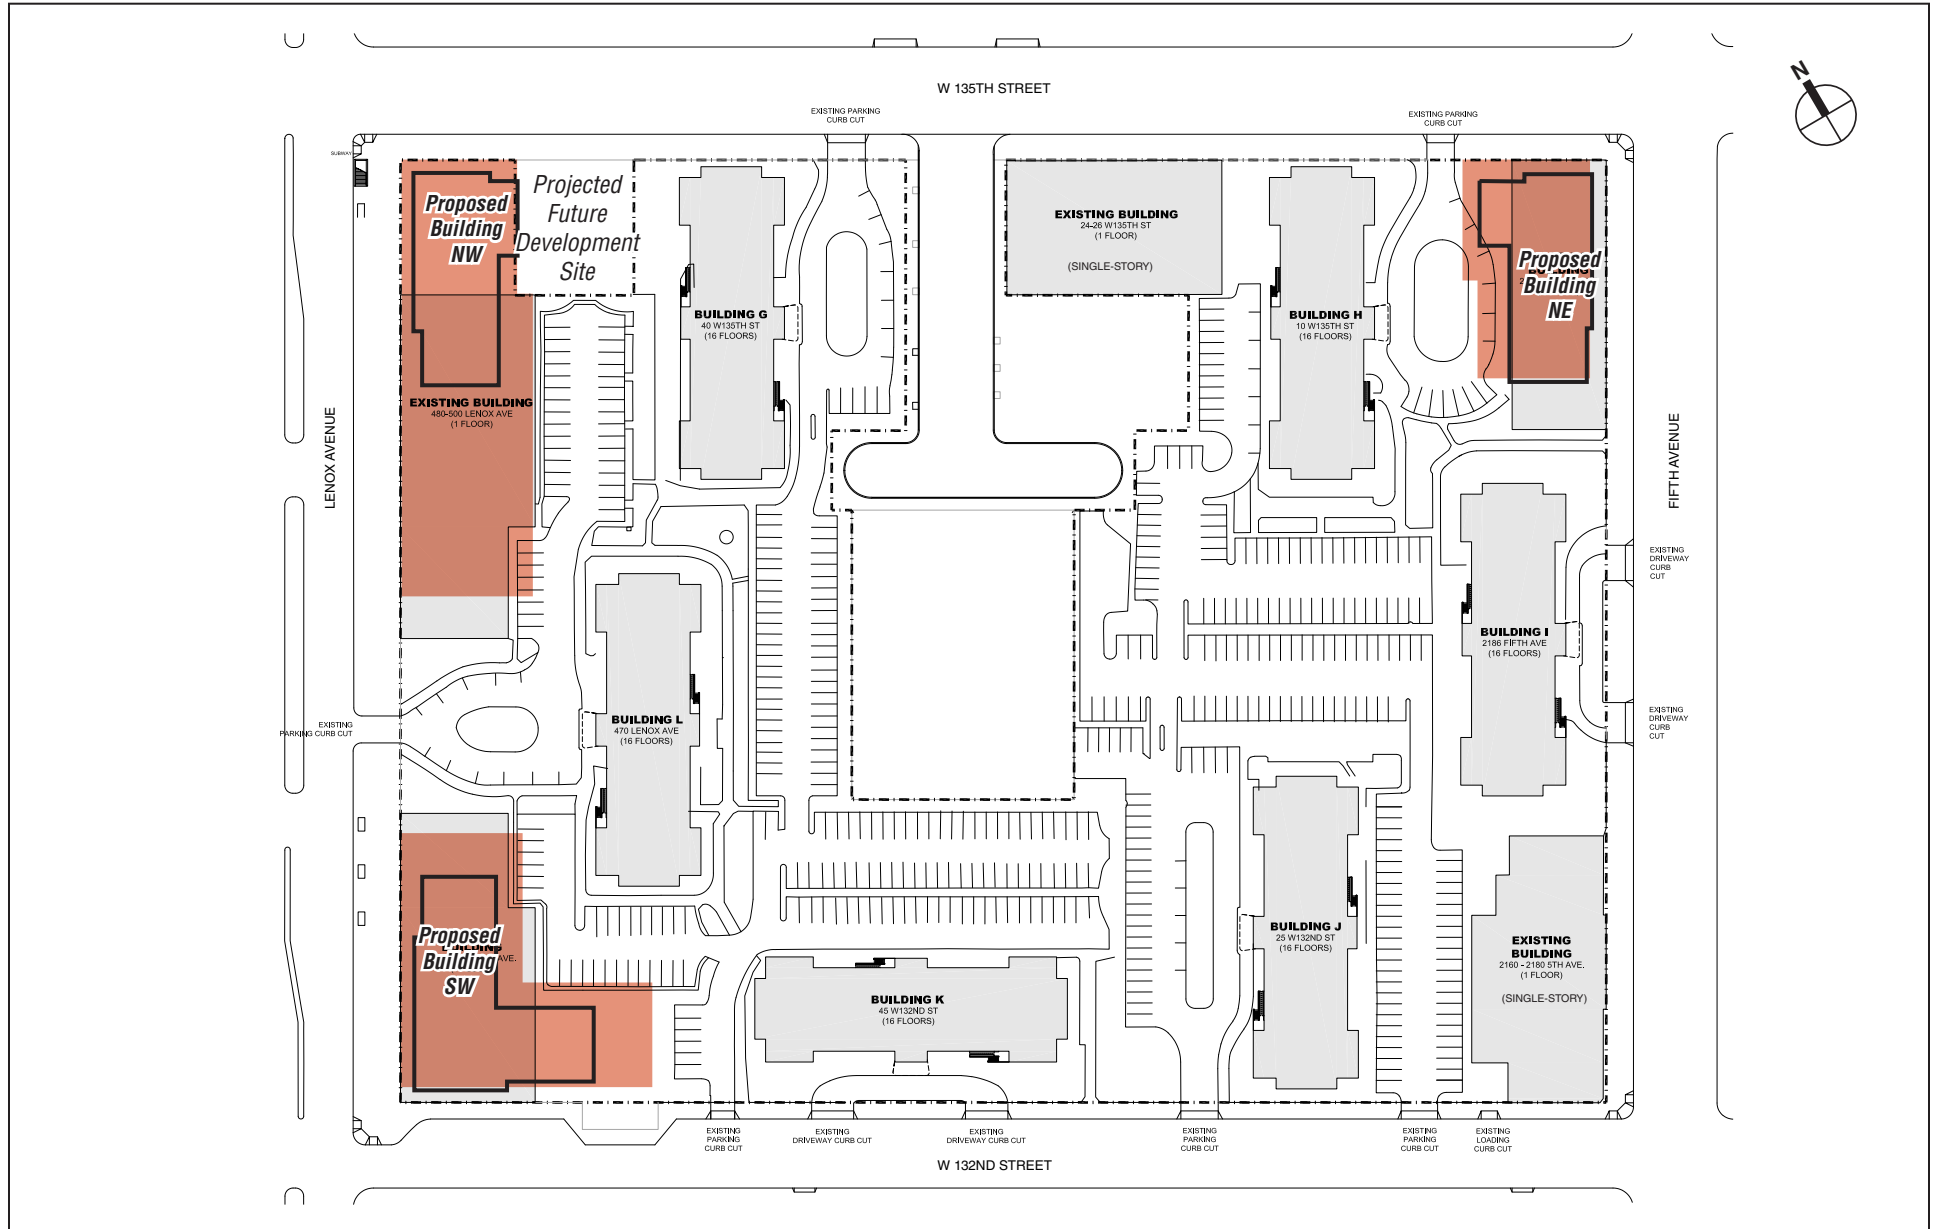 W 135TH STREET
N
EXISTING PARKING
CURB CUT
EXISTING PARKING
CURB CUT
SUBWAY
Proposed
Building
NW
Projected
Future
Development
Site
EXISTING BUILDING
24-26 W135TH ST
(1 FLOOR)
(SINGLE-STORY)
Proposed
Building
NE
BUILDING G
40 W135TH ST
(16 FLOORS)
BUILDING H
10 W135TH ST
(16 FLOORS)
EXISTING BUILDING
480-500 LENOX AVE
(1 FLOOR)
LENOX AVENUE
FIFTH AVENUE
EXISTING
DRIVEWAY
CURB
CUT
BUILDING I
2186 FIFTH AVE
(16 FLOORS)
EXISTING
PARKING CURB CUT
BUILDING L
470 LENOX AVE
(16 FLOORS)
EXISTING
DRIVEWAY
CURB
CUT
Proposed
Building
SW
AVE.
BUILDING J
25 W132ND ST
(16 FLOORS)
EXISTING
BUILDING
2160 - 2180 5TH AVE.
(1 FLOOR)
(SINGLE-STORY)
BUILDING K
45 W132ND ST
(16 FLOORS)
EXISTING
PARKING
CURB CUT
EXISTING
DRIVEWAY CURB CUT
EXISTING
DRIVEWAY CURB CUT
EXISTING
PARKING
CURB CUT
EXISTING
PARKING
CURB CUT
EXISTING
LOADING
CURB CUT
W 132ND STREET